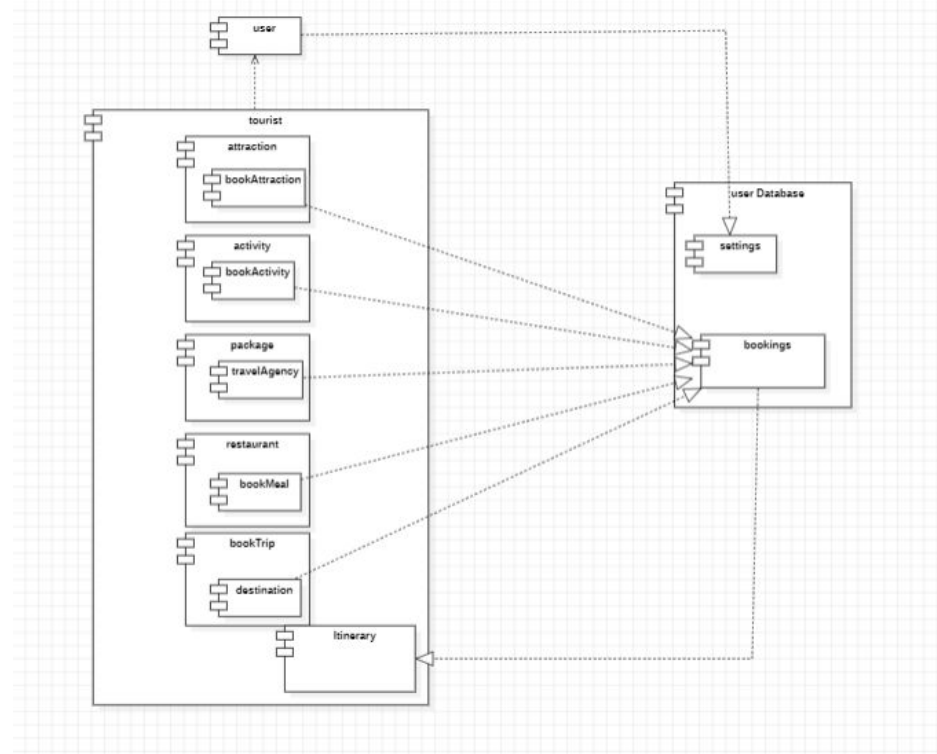 user
tourist
attraction
bookAttraction
activity
bookActivity
package
travelAgency
restaurant
bookMeal
bookTrip
destination
Itinerary
user Database
settings
bookings